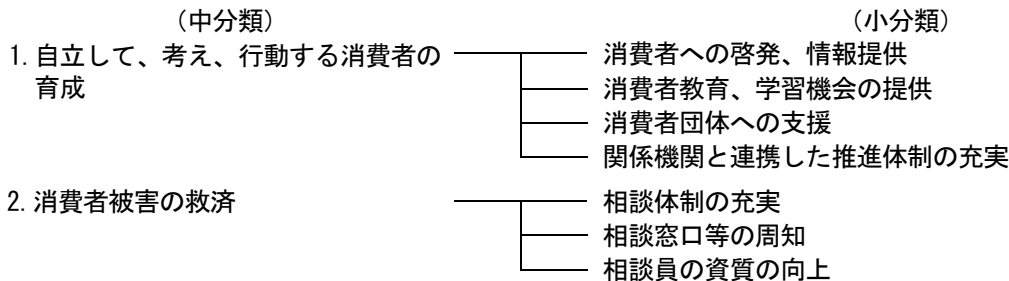 （中分類） （小分類）
1. 自立して、考え、行動する消費者の 消費者への啓発、情報提供
育成 消費者教育、学習機会の提供
消費者団体への支援
関係機関と連携した推進体制の充実
2. 消費者被害の救済 相談体制の充実
相談窓口等の周知
相談員の資質の向上